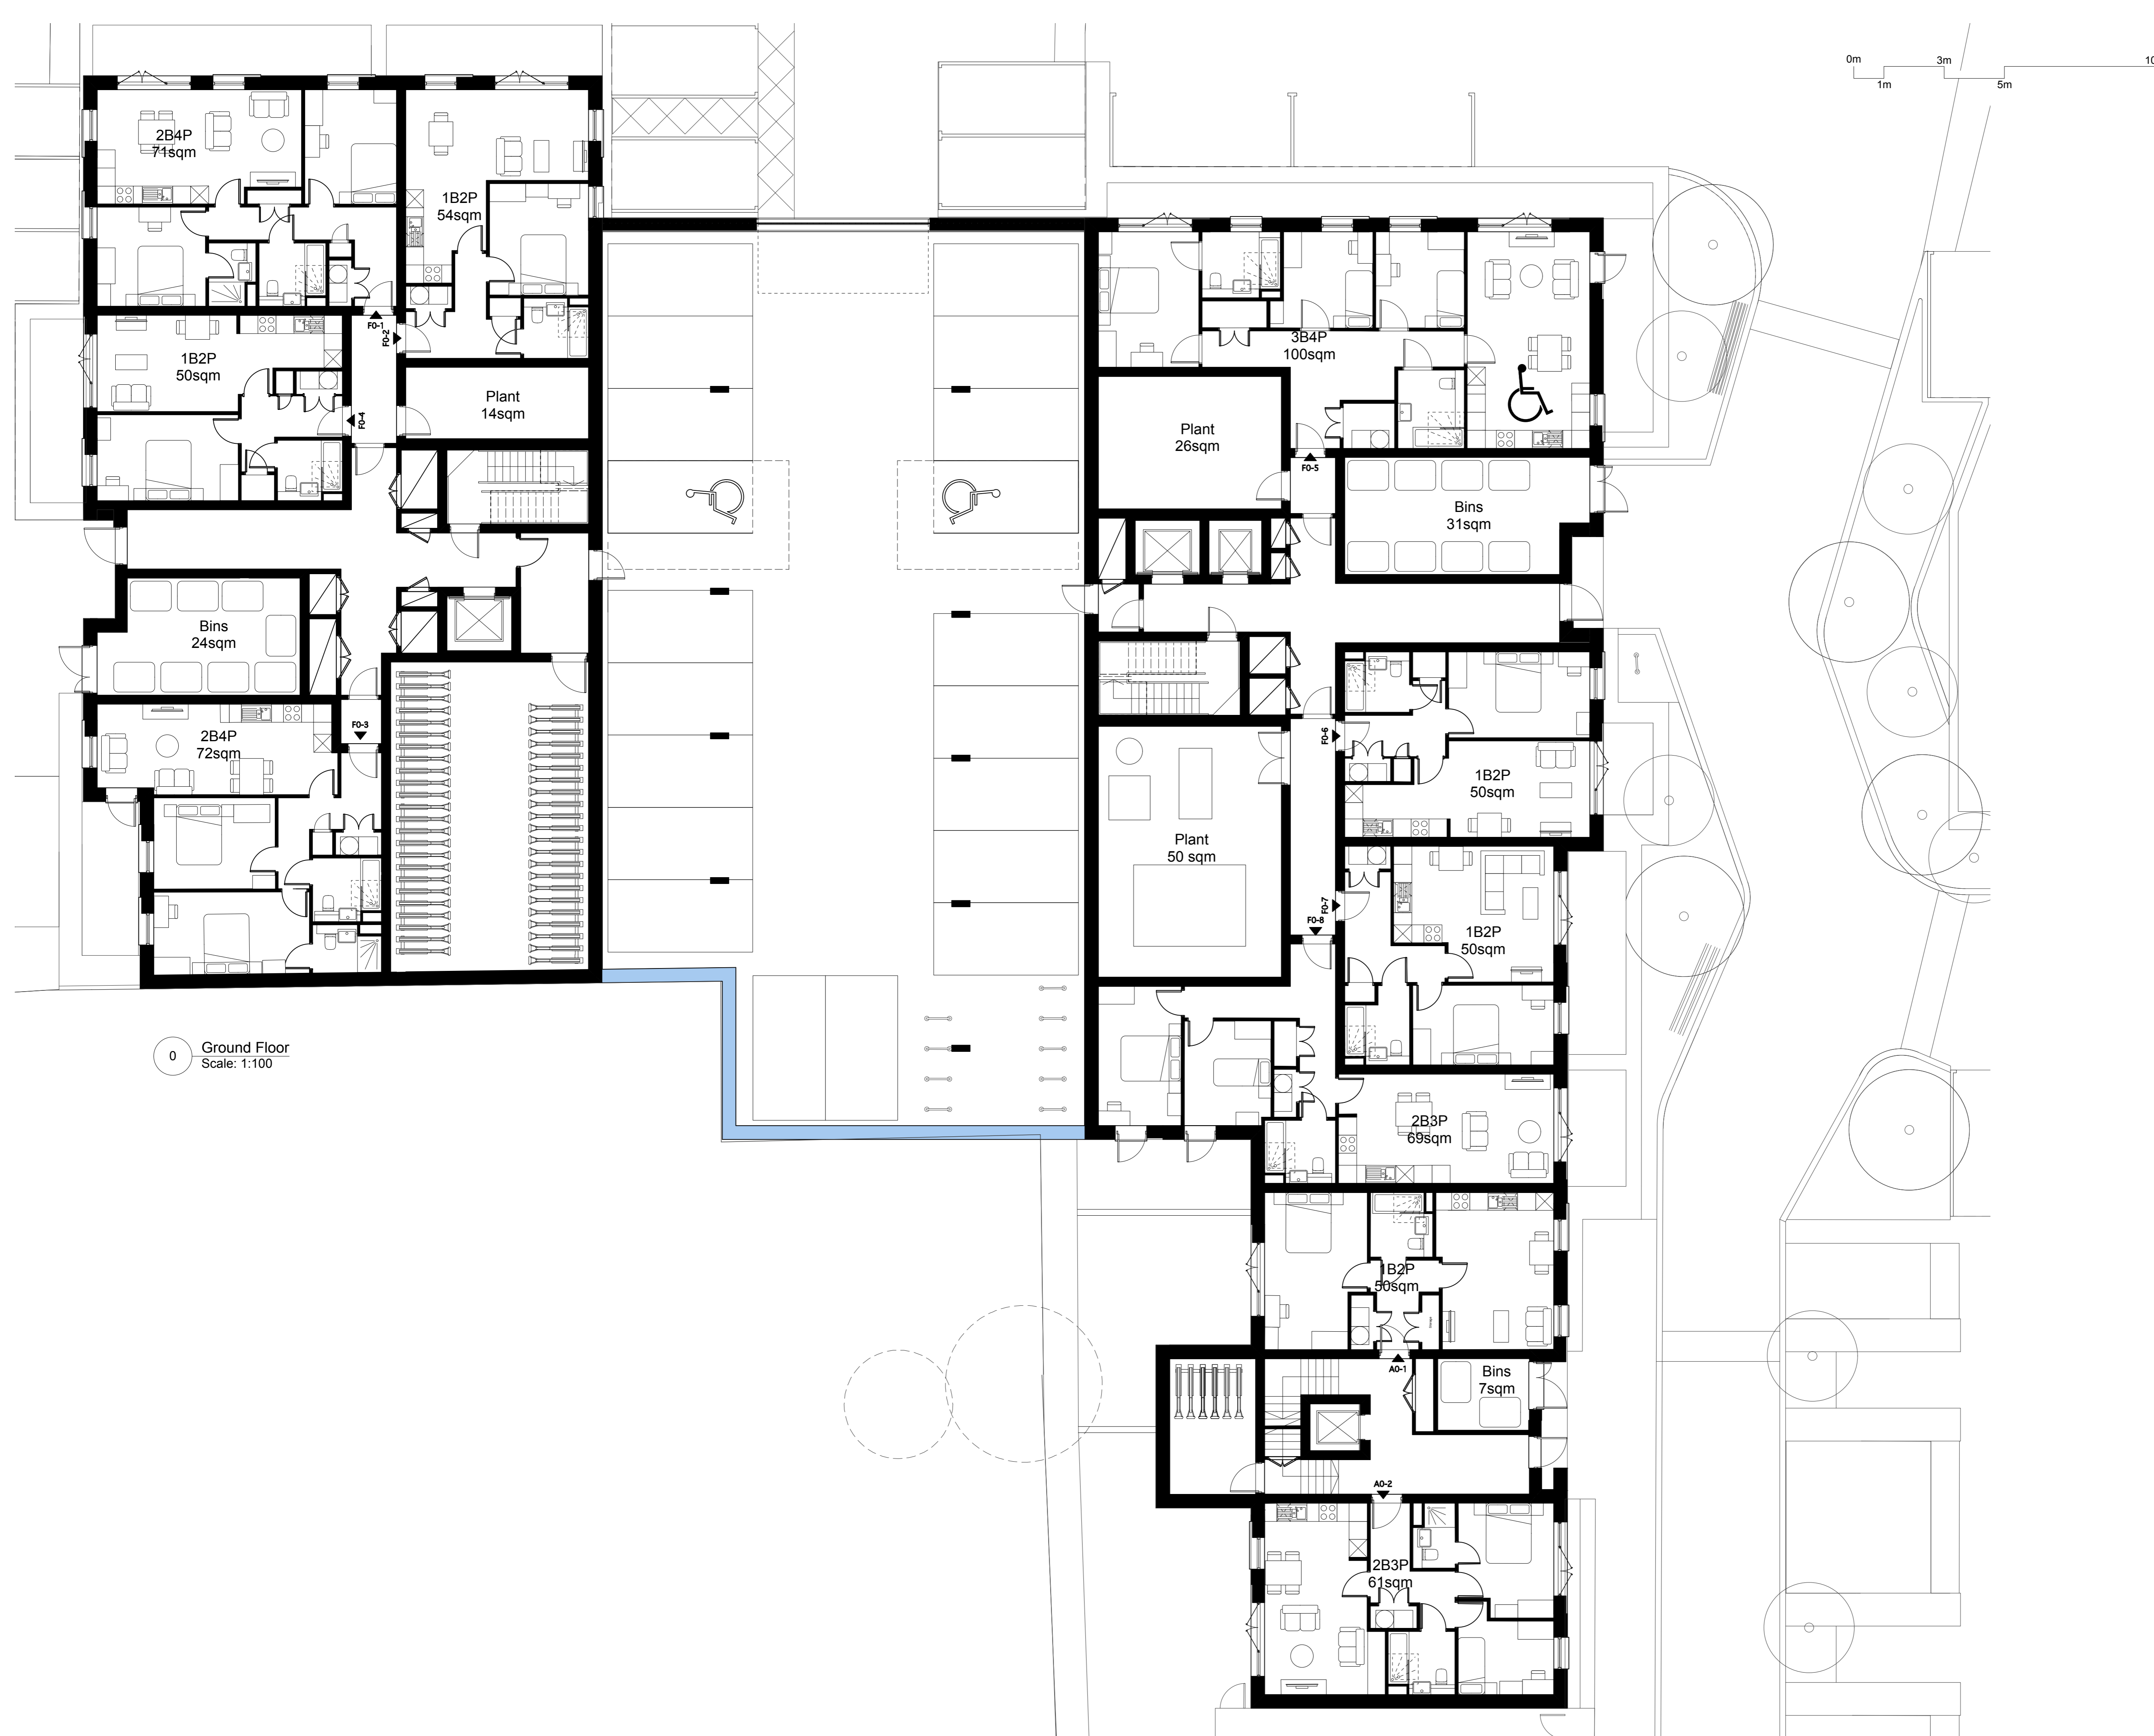 0m
3m
10
1m
5m
2B4P
71sqm
1B2P
54sqm
F0-1
F0-2
1B2P
50sqm
F0-4
Plant
14sqm
3B4P
100sqm
Plant
26sqm
F0-5
Bins
31sqm
Bins
24sqm
F0-3
2B4P
72sqm
F0-6
1B2P
50sqm
Plant
50 sqm
F0-7
F0-8
1B2P
50sqm
0
Ground Floor
Scale: 1:100
2B3P
69sqm
1B2P
50sqm
A0-1
Bins
7sqm
A0-2
2B3P
61sqm